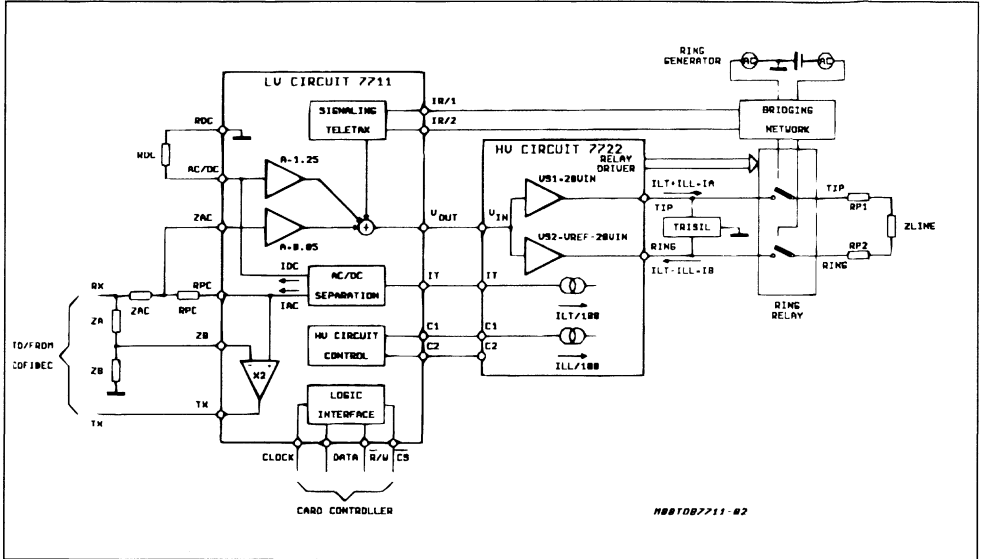 RING
GENERATOR
AC
AC
LV CIRCUIT 7711
SIGNALING
TELETAX
IR/1
IR/2
BRIDGING
NETWORK
RDC
AC/DC
A-1.25
HV CIRCUIT 7722
RELAY
DRIVER
VS1-20VIN
ILT+ILL-IA
TIP
TIP
RP1
ZAC
A-0.05
+
VOUT
VIN
TRISIL
ZLINE
VS2-VREF-20VIN
RING
ILT-ILL-IB
RING
RP2
RING
RELAY
IDC
IAC
AC/DC
SEPARATION
IT
IT
ILT/100
RX
ZAC
RPC
RPC
ZA
ZB
ZB
TO/FROM
COFIDEC
HV CIRCUIT
CONTROL
C1
C2
C1
C2
ILL/100
X2
TX
TX
LOGIC
INTERFACE
CLOCK
DATA
R/W
CS
CARD CONTROLLER
M88TDB7711-02